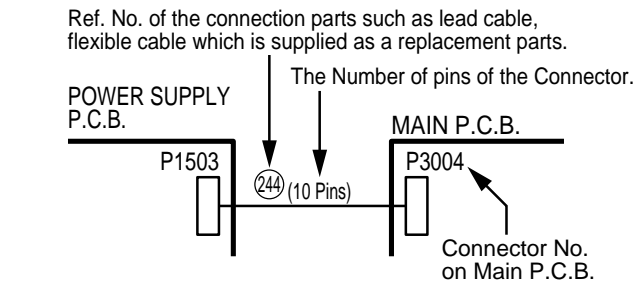 Ref. No. of the connection parts such as lead cable,
flexible cable which is supplied as a replacement parts.
The Number of pins of the Connector.
POWER SUPPLY
P.C.B.
MAIN P.C.B.
P1503
244
(10 Pins)
P3004
Connector No.
on Main P.C.B.